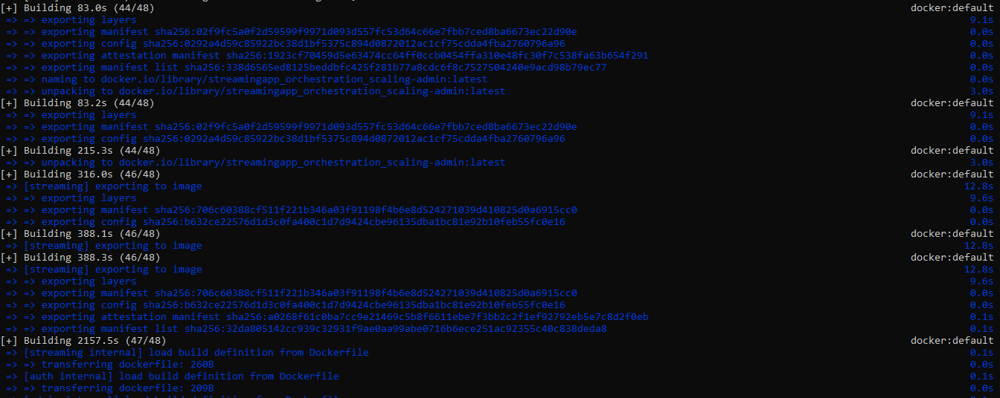 [+] Building 83.0s (44/48) docker:default
=> => exporting layers 9.1s
=> => exporting manifest sha256:02f9fc5a0f2d59599f9971d093d557fc53d64c66e7fbb7ced8ba6673ec22d90e 0.0s
=> => exporting config sha256:0292a4d59c85922bc38d1bf5375c894d0872012ac1cf75cdda4fba2760796a96 0.0s
=> => exporting attestation manifest sha256:1923cf70459d5e63474cc64ff0ccb0454ffa310e48fc30f7c538fa63b654f291 0.0s
=> => exporting manifest list sha256:338d6565ed8125beddbfc425f281b77a8cdc6f8c7527504240e9acd98b79ec77 0.0s
=> => naming to docker.io/library/streamingapp_orchestration_scaling-admin:latest 0.0s
=> => unpacking to docker.io/library/streamingapp_orchestration_scaling-admin:latest 3.0s
[+] Building 83.2s (44/48) docker:default
=> => exporting layers 9.1s
=> => exporting manifest sha256:02f9fc5a0f2d59599f9971d093d557fc53d64c66e7fbb7ced8ba6673ec22d90e 0.0s
=> => exporting config sha256:0292a4d59c85922bc38d1bf5375c894d0872012ac1cf75cdda4fba2760796a96 0.0s
[+] Building 215.3s (44/48) docker:default
=> => unpacking to docker.io/library/streamingapp_orchestration_scaling-admin:latest 3.0s
[+] Building 316.0s (46/48) docker:default
=> [streaming] exporting to image 12.8s
=> => exporting layers 9.6s
=> => exporting manifest sha256:706c60388cf511f221b346a03f91198f4b6e8d524271039d410825d0a6915cc0 0.0s
=> => exporting config sha256:b632ce22576d1d3c0fa400c1d7d9424cbe96135dba1bc81e92b10feb55fc0e16 0.0s
[+] Building 388.1s (46/48) docker:default
=> [streaming] exporting to image 12.8s
[+] Building 388.3s (46/48) docker:default
=> [streaming] exporting to image 12.8s
=> => exporting layers 9.6s
=> => exporting manifest sha256:706c60388cf511f221b346a03f91198f4b6e8d524271039d410825d0a6915cc0 0.0s
=> => exporting config sha256:b632ce22576d1d3c0fa400c1d7d9424cbe96135dba1bc81e92b10feb55fc0e16 0.0s
=> => exporting attestation manifest sha256:a0268f61c0ba7cc9e21469c5b8f6611ebe7f3bb2c2f1ef92792eb5e7c8d2f0eb 0.1s
=> => exporting manifest list sha256:32da805142cc939c32931f9ae0aa99abe0716b6ece251ac92355c40c838deda8 0.1s
[+] Building 2157.5s (47/48) docker:default
=> [streaming internal] load build definition from Dockerfile 0.1s
=> => transferring dockerfile: 260B 0.0s
=> [auth internal] load build definition from Dockerfile 0.1s
=> => transferring dockerfile: 209B 0.0s